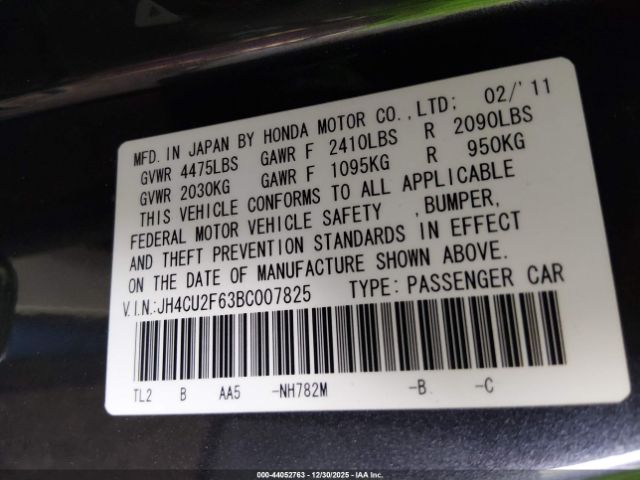 MFD. IN JAPAN BY HONDA MOTOR CO.,LTD: 02/'11
GVWR 4475LBS GAWR F 2410LBS R 2090LBS
GVWR 2030KG GAWR F 1095KG R 950KG
THIS VEHICLE CONFORMS TO ALL APPLICABLE
FEDERAL MOTOR VEHICLE SAFETY ,BUMPER,
AND THEFT PREVENTION STANDARDS IN EFFECT
ON THE DATE OF MANUFACTURE SHOWN ABOVE.
V.I.N.:JH4CU2F63BC007825 TYPE: PASSENGER CAR
TL2 B AA5 -NH782M -B -C
000-44052763 - 12/30/2025 - IAA Inc.